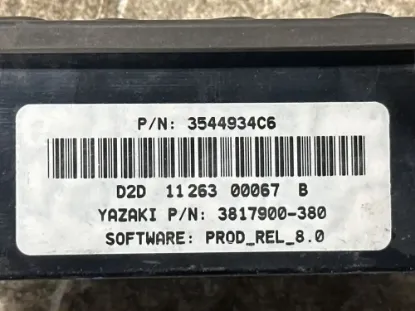 P/N: 3544934C6
D2D 11263 00067 B
YAZAKI P/N: 3817900-380
SOFTWARE: PROD_REL_8.0